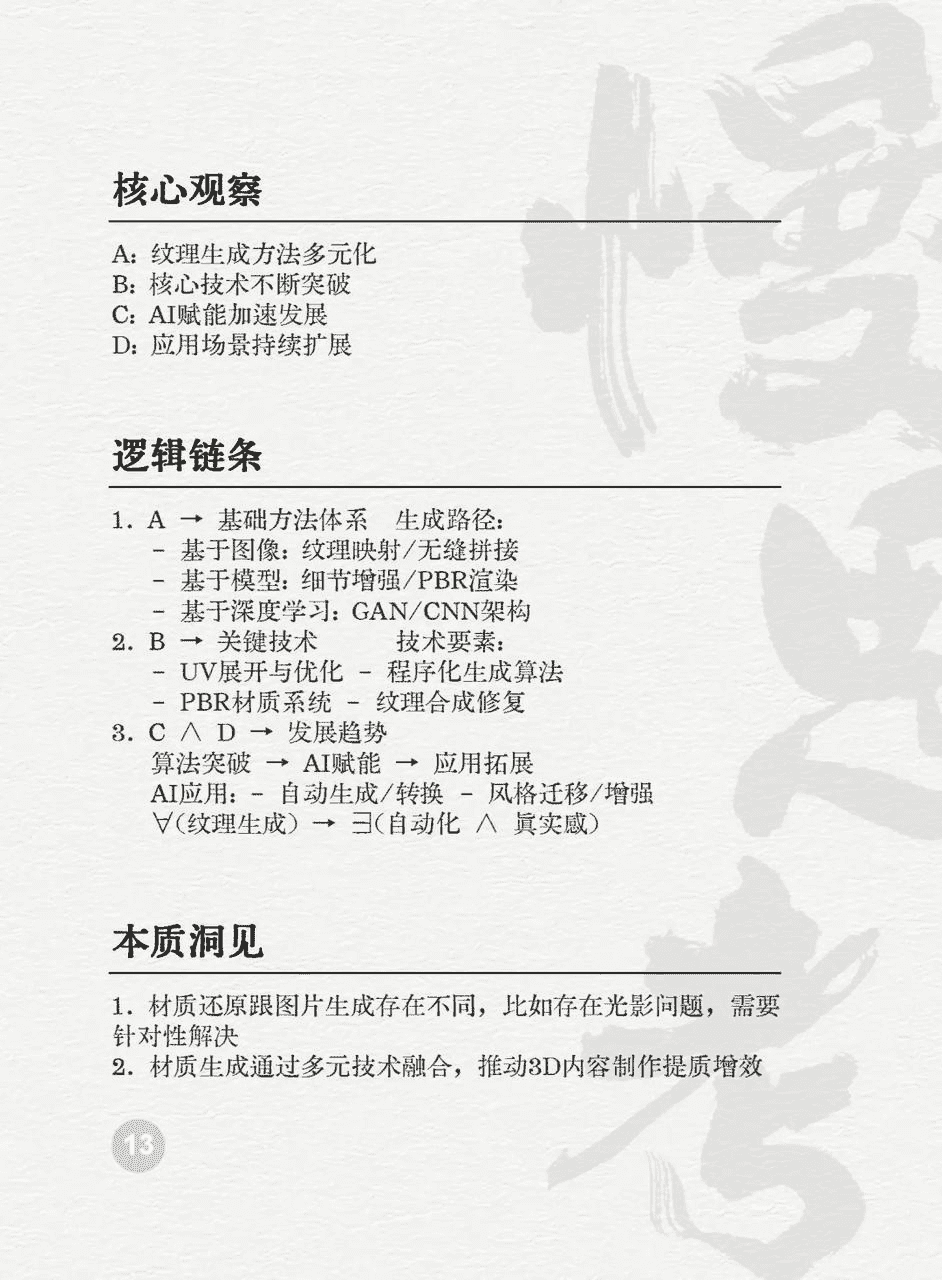 慢思考
核心观察
A: 纹理生成方法多元化
B: 核心技术不断突破
C: AI赋能加速发展
D: 应用场景持续扩展
逻辑链条
1. A → 基础方法体系 生成路径:
- 基于图像: 纹理映射/无缝拼接
- 基于模型: 细节增强/PBR渲染
- 基于深度学习: GAN/CNN架构
2. B → 关键技术 技术要素:
- UV展开与优化 - 程序化生成算法
- PBR材质系统 - 纹理合成修复
3. C ∧ D → 发展趋势
算法突破 → AI赋能 → 应用拓展
AI应用: - 自动生成/转换 - 风格迁移/增强
∀(纹理生成) → ∃(自动化 ∧ 真实感)
本质洞见
1. 材质还原跟图片生成存在不同，比如存在光影问题，需要
针对性解决
2. 材质生成通过多元技术融合，推动3D内容制作提质增效
13